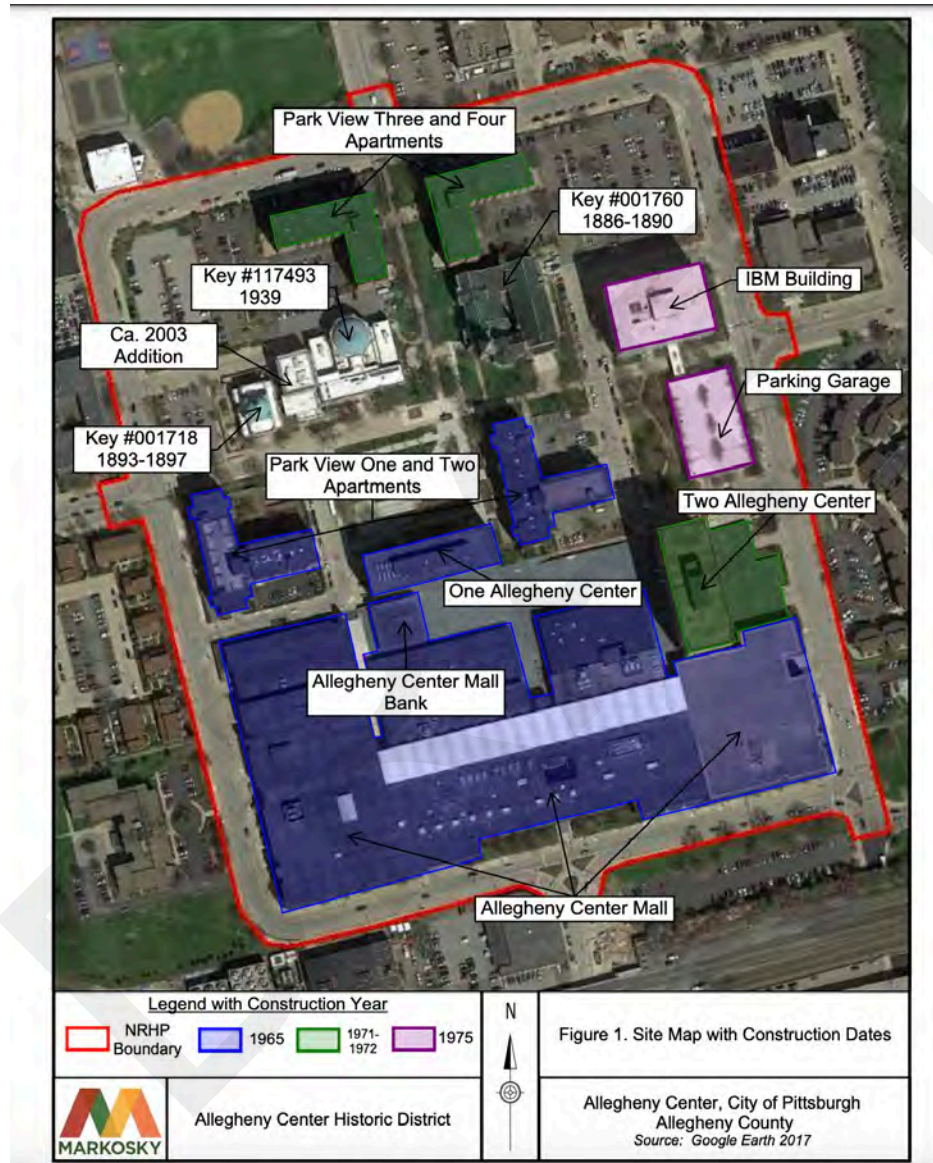 Park View Three and Four
Apartments
Key #001760
1886-1890
Key #117493
1939
IBM Building
Ca. 2003
Addition
Parking Garage
Key #001718
1893-1897
Park View One and Two
Apartments
Two Allegheny Center
One Allegheny Center
Allegheny Center Mall
Bank
Allegheny Center Mall
Legend with Construction Year
NRHP
Boundary
1965
1971-
1972
1975
N
Figure 1. Site Map with Construction Dates
MARKOSKY
Allegheny Center Historic District
Allegheny Center, City of Pittsburgh
Allegheny County
Source: Google Earth 2017